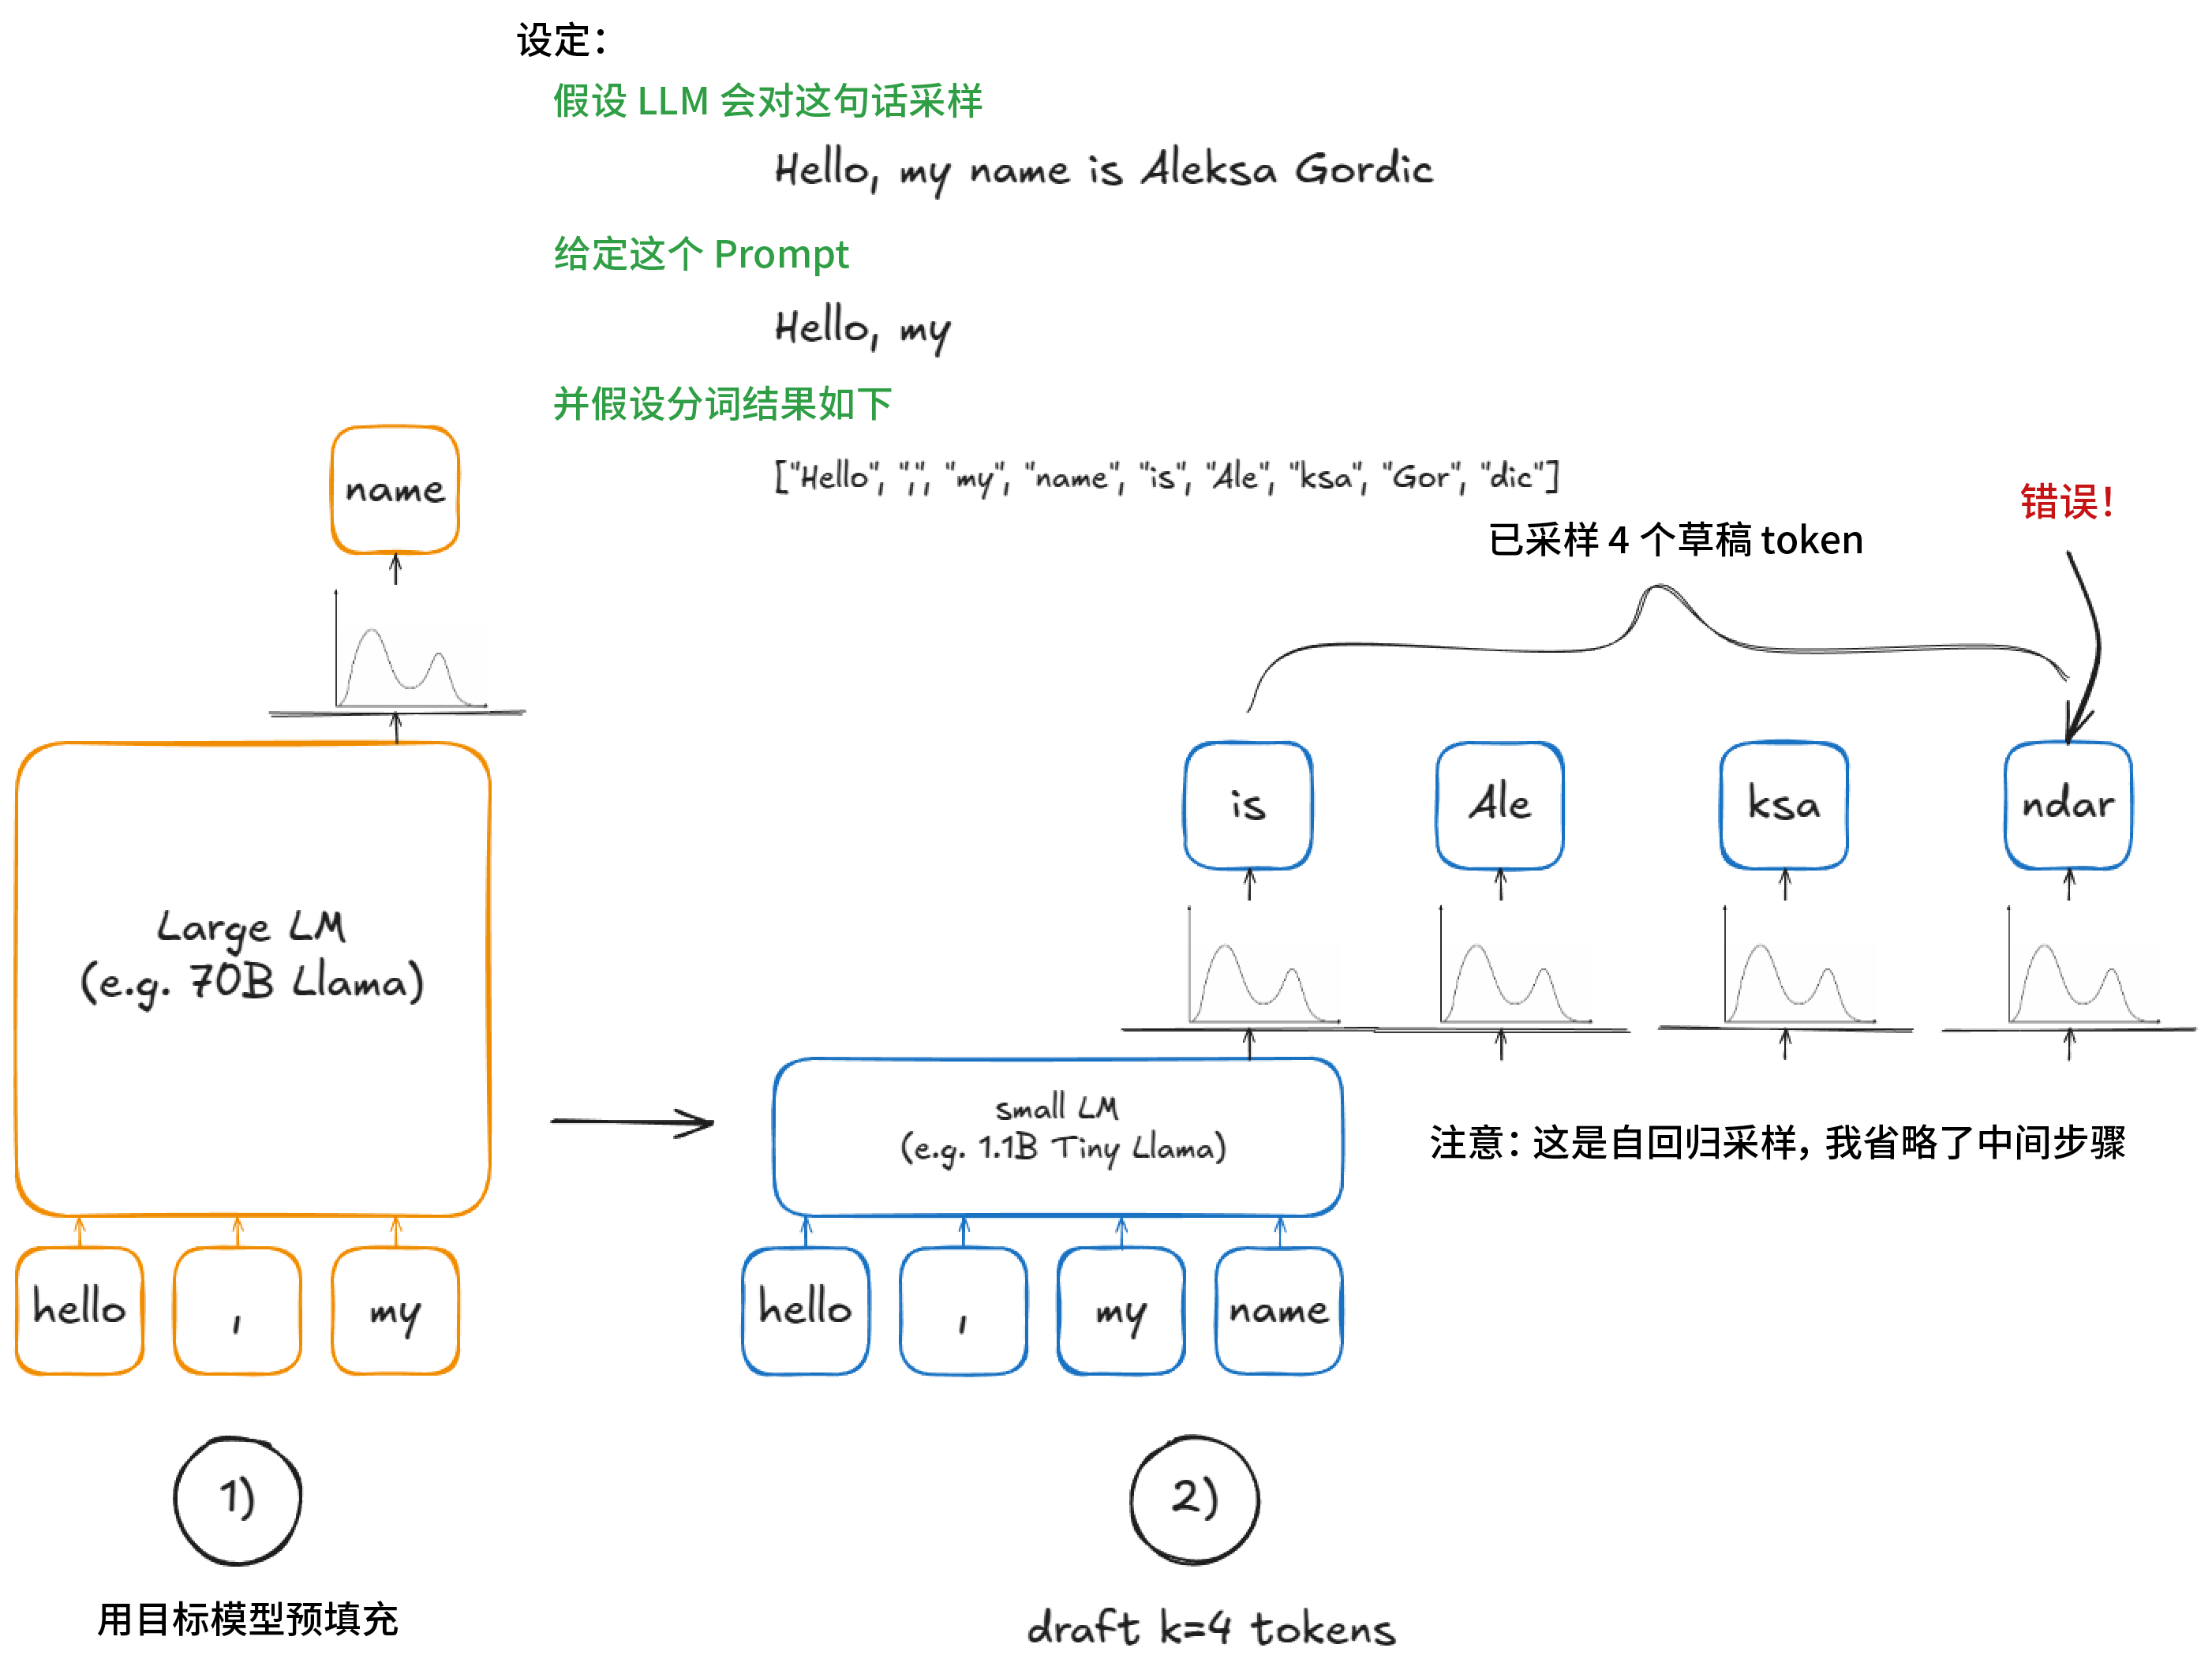 设定：
假设 LLM 会对这句话采样
Hello, my name is Aleksa Gordic
给定这个 Prompt
Hello, my
并假设分词结果如下
["Hello", ",", "my", "name", "is", "Ale", "ksa", "Gor", "dic"]
name
错误！
已采样 4 个草稿 token
is
Ale
ksa
ndar
Large LM
(e.g. 70B Llama)
small LM
(e.g. 1.1B Tiny Llama)
注意：这是自回归采样，我省略了中间步骤
hello
,
my
hello
,
my
name
1)
2)
用目标模型预填充
draft k=4 tokens